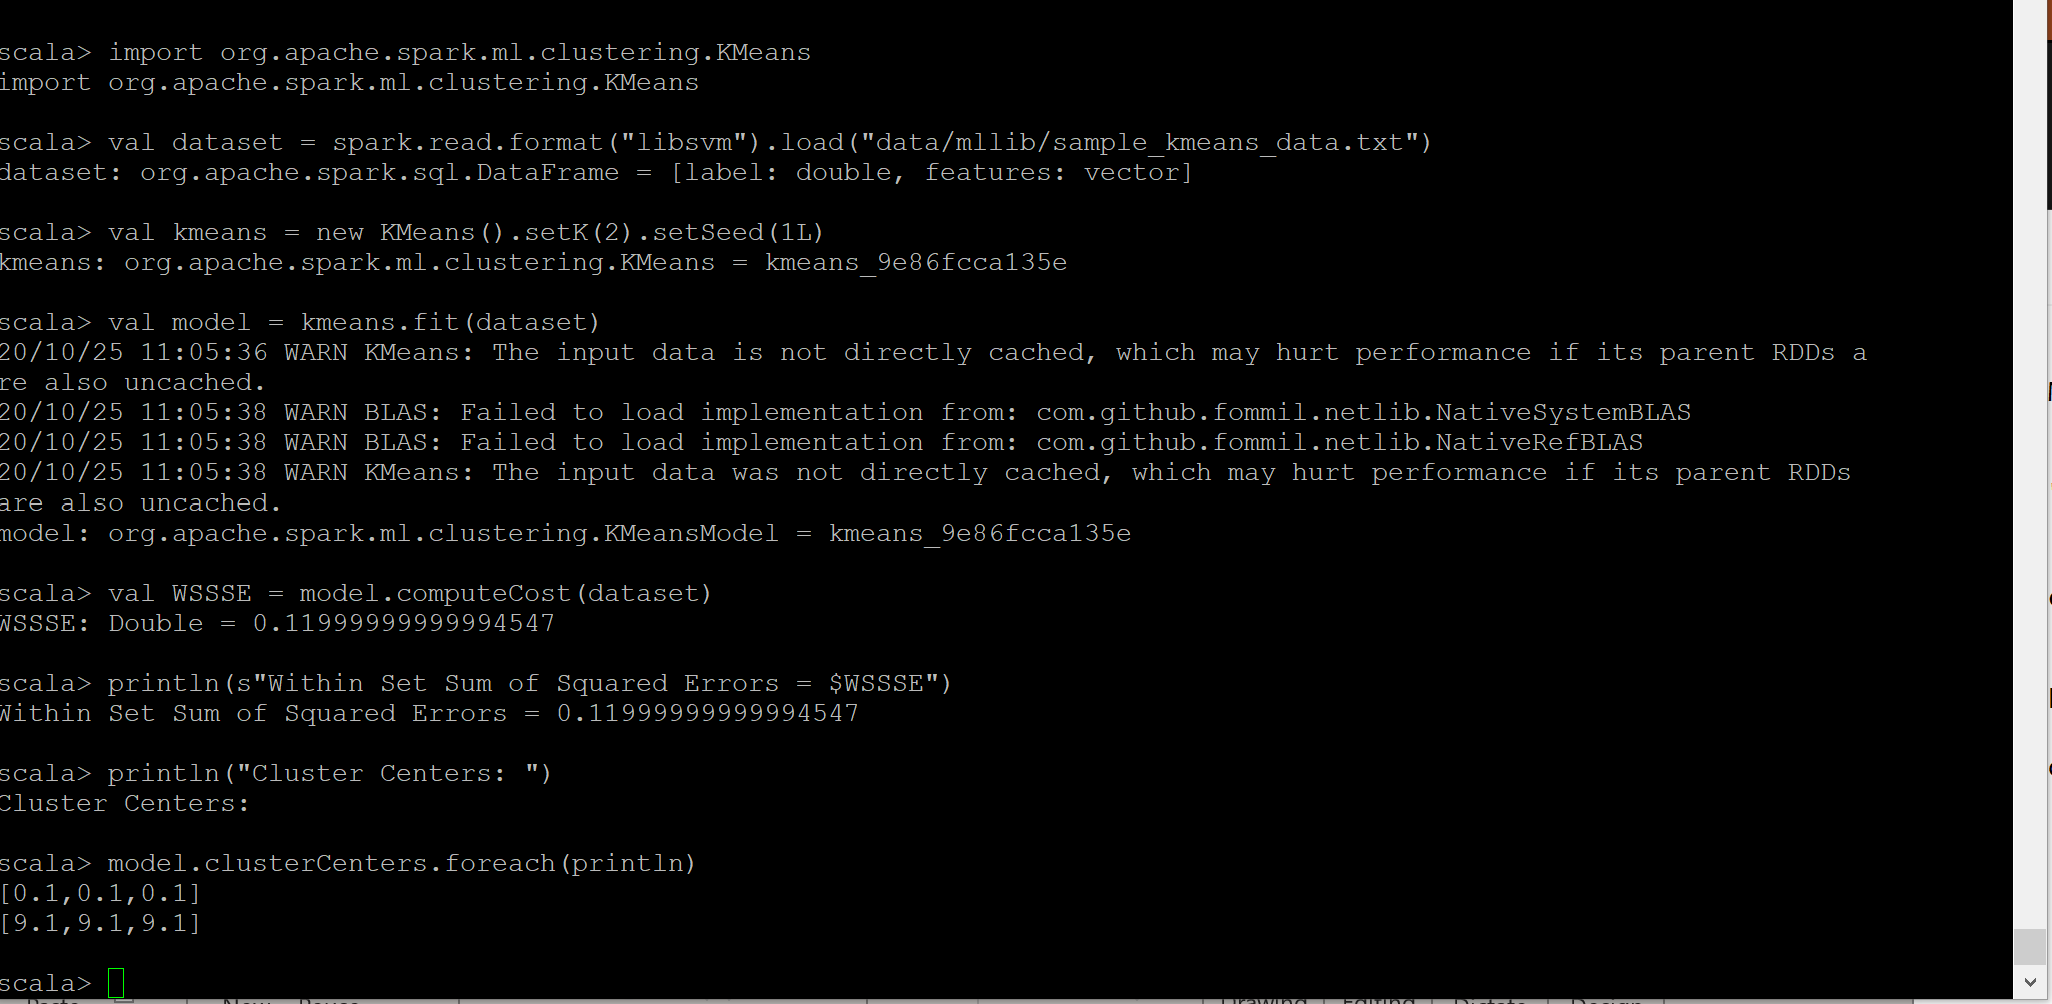 scala> import org.apache.spark.ml.clustering.KMeans
import org.apache.spark.ml.clustering.KMeans
scala> val dataset = spark.read.format("libsvm").load("data/mllib/sample_kmeans_data.txt")
dataset: org.apache.spark.sql.DataFrame = [label: double, features: vector]
scala> val kmeans = new KMeans().setK(2).setSeed(1L)
kmeans: org.apache.spark.ml.clustering.KMeans = kmeans_9e86fcca135e
scala> val model = kmeans.fit(dataset)
20/10/25 11:05:36 WARN KMeans: The input data is not directly cached, which may hurt performance if its parent RDDs a
re also uncached.
20/10/25 11:05:38 WARN BLAS: Failed to load implementation from: com.github.fommil.netlib.NativeSystemBLAS
20/10/25 11:05:38 WARN BLAS: Failed to load implementation from: com.github.fommil.netlib.NativeRefBLAS
20/10/25 11:05:38 WARN KMeans: The input data was not directly cached, which may hurt performance if its parent RDDs
are also uncached.
model: org.apache.spark.ml.clustering.KMeansModel = kmeans_9e86fcca135e
scala> val WSSSE = model.computeCost(dataset)
WSSSE: Double = 0.11999999999994547
scala> println(s"Within Set Sum of Squared Errors = $WSSSE")
Within Set Sum of Squared Errors = 0.11999999999994547
scala> println("Cluster Centers: ")
Cluster Centers:
scala> model.clusterCenters.foreach(println)
[0.1,0.1,0.1]
[9.1,9.1,9.1]
scala>